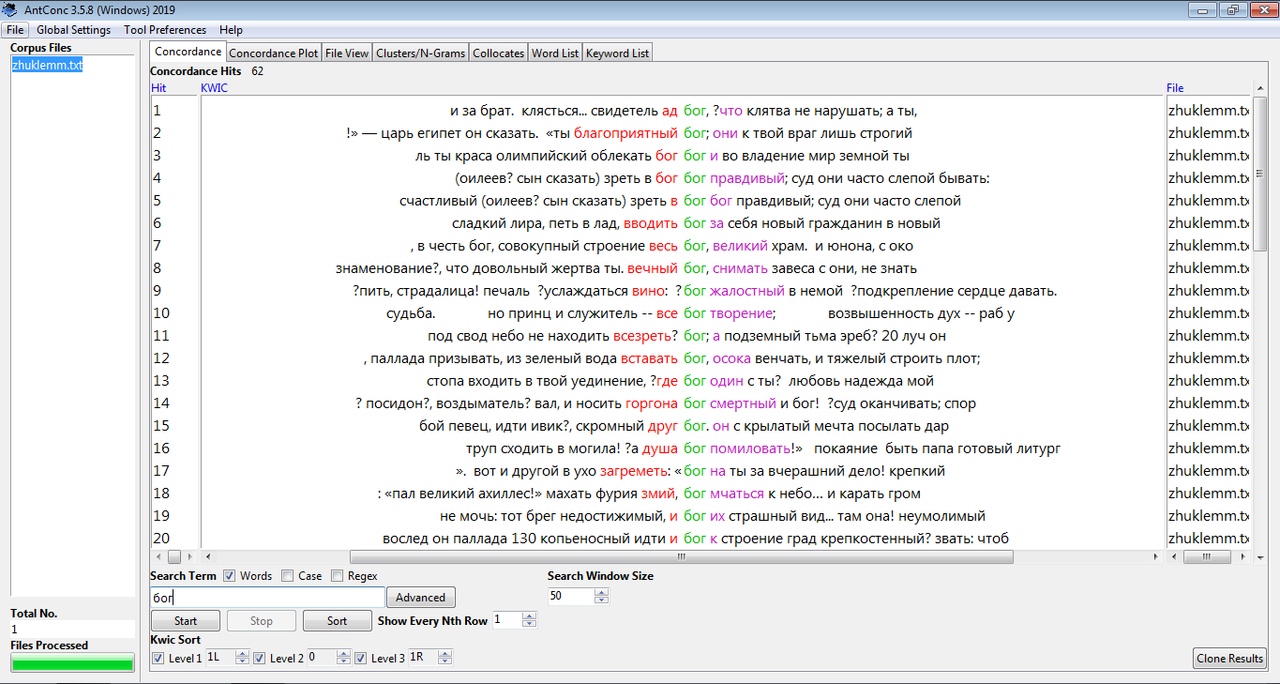 AntConc 3.5.8 (Windows) 2019
File Global Settings Tool Preferences Help
Corpus Files
zhuklemm.txt
Concordance Concordance Plot File View Clusters/N-Grams Collocates Word List Keyword List
Concordance Hits 62
Hit KWIC File
1 и за брат. клясться... свидетель ад бог, ?что клятва не нарушать; а ты, zhuklemm.tx
2 !» — царь египет он сказать. «ты благоприятный бог; они к твой враг лишь строгий zhuklemm.tx
3 ль ты краса олимпийский облекать бог бог и во владение мир земной ты zhuklemm.tx
4 (оилеев? сын сказать) зреть в бог бог правдивый; суд они часто слепой бывать: zhuklemm.tx
5 счастливый (оилеев? сын сказать) зреть в бог бог правдивый; суд они часто слепой zhuklemm.tx
6 сладкий лира, петь в лад, вводить бог за себя новый гражданин в новый zhuklemm.tx
7 , в честь бог, совокупный строение весь бог, великий храм. и юнона, с око zhuklemm.tx
8 знаменование?, что довольный жертва ты. вечный бог, снимать завеса с они, не знать zhuklemm.tx
9 ?пить, страдалица! печаль ?услаждаться вино: ?бог жалостный в немой ?подкрепление сердце давать. zhuklemm.tx
10 судьба. но принц и служитель -- все бог творение; возвышенность дух -- раб у zhuklemm.tx
11 под свод небо не находить всезреть? бог; а подземный тьма эреб? 20 луч он zhuklemm.tx
12 , паллада призывать, из зеленый вода вставать бог, осока венчать, и тяжелый строить плот; zhuklemm.tx
13 стопа входить в твой уединение, ?где бог один с ты? любовь надежда мой zhuklemm.tx
14 ? посидон?, воздыматель? вал, и носить горгона бог смертный и бог! ?суд оканчивать; спор zhuklemm.tx
15 бой певец, идти ивик?, скромный друг бог. он с крылатый мечта посылать дар zhuklemm.tx
16 труп сходить в могила! ?а душа бог помиловать!» покаяние быть папа готовый литург zhuklemm.tx
17 ». вот и другой в ухо загреметь: «бог на ты за вчерашний дело! крепкий zhuklemm.tx
18 : «пал великий ахиллес!» махать фурия змий, бог мчаться к небо... и карать гром zhuklemm.tx
19 не мочь: тот брег недостижимый, и бог их страшный вид... там она! неумолимый zhuklemm.tx
20 вослед он паллада 130 копьеносный идти и бог к строение град крепкостенный? звать: чтоб zhuklemm.tx
Search Term Words Case Regex Search Window Size
бог Advanced 50
Start Stop Sort Show Every Nth Row 1
Kwic Sort
Level 1 1L Level 2 0 Level 3 1R Clone Results
Total No.
1
Files Processed